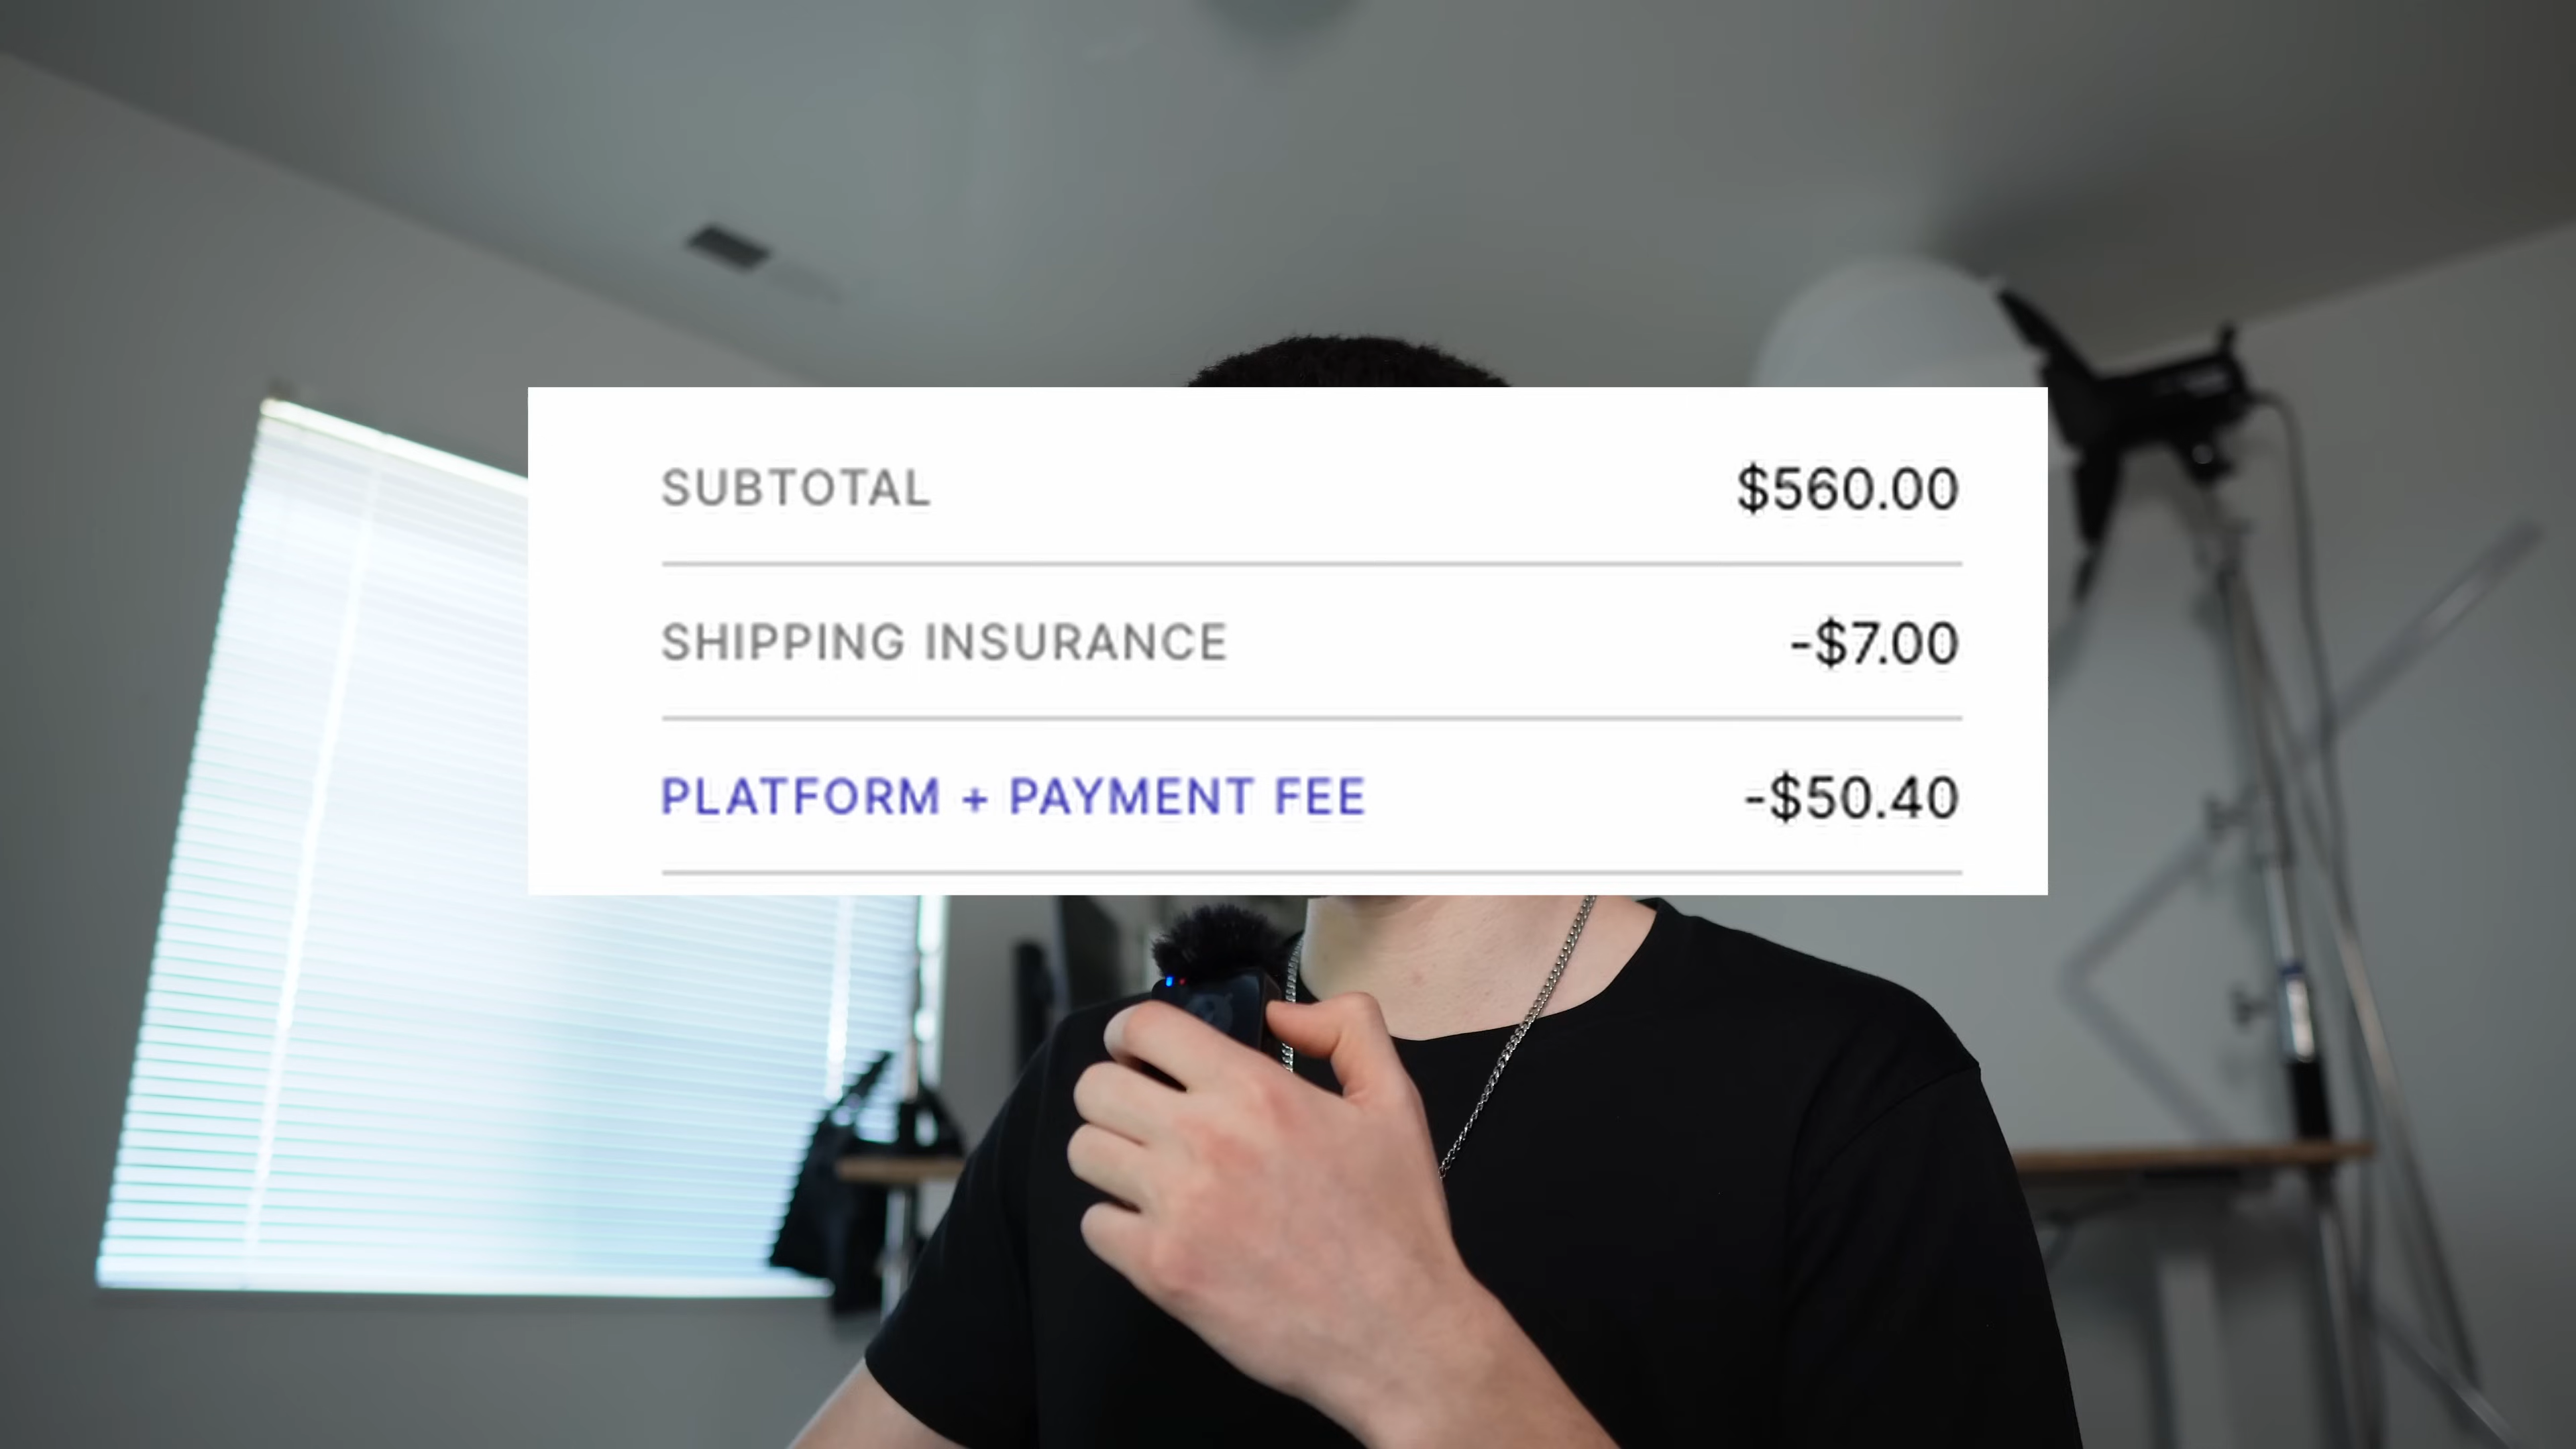 SUBTOTAL $560.00
SHIPPING INSURANCE -$7.00
PLATFORM + PAYMENT FEE -$50.40